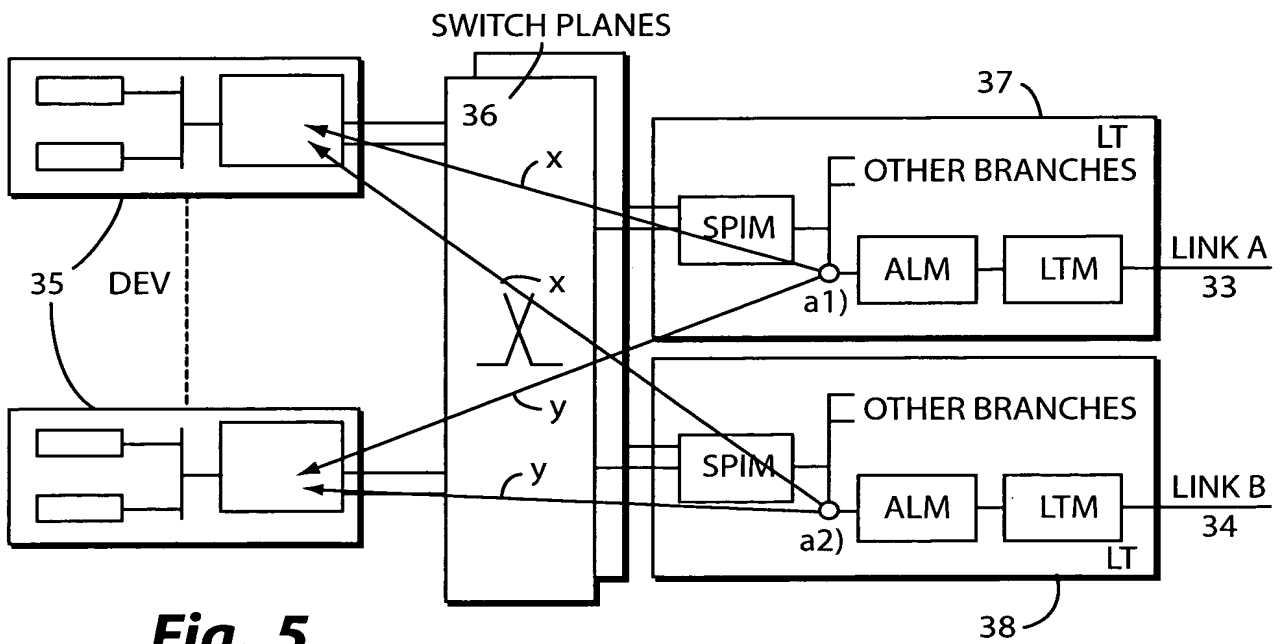 SWITCH PLANES
36
37
LT
OTHER BRANCHES
x
SPIM
ALM
LTM
LINK A
33
a1)
35
DEV
x
y
OTHER BRANCHES
SPIM
y
ALM
LTM
LINK B
34
a2)
LT
38
Fig. 5